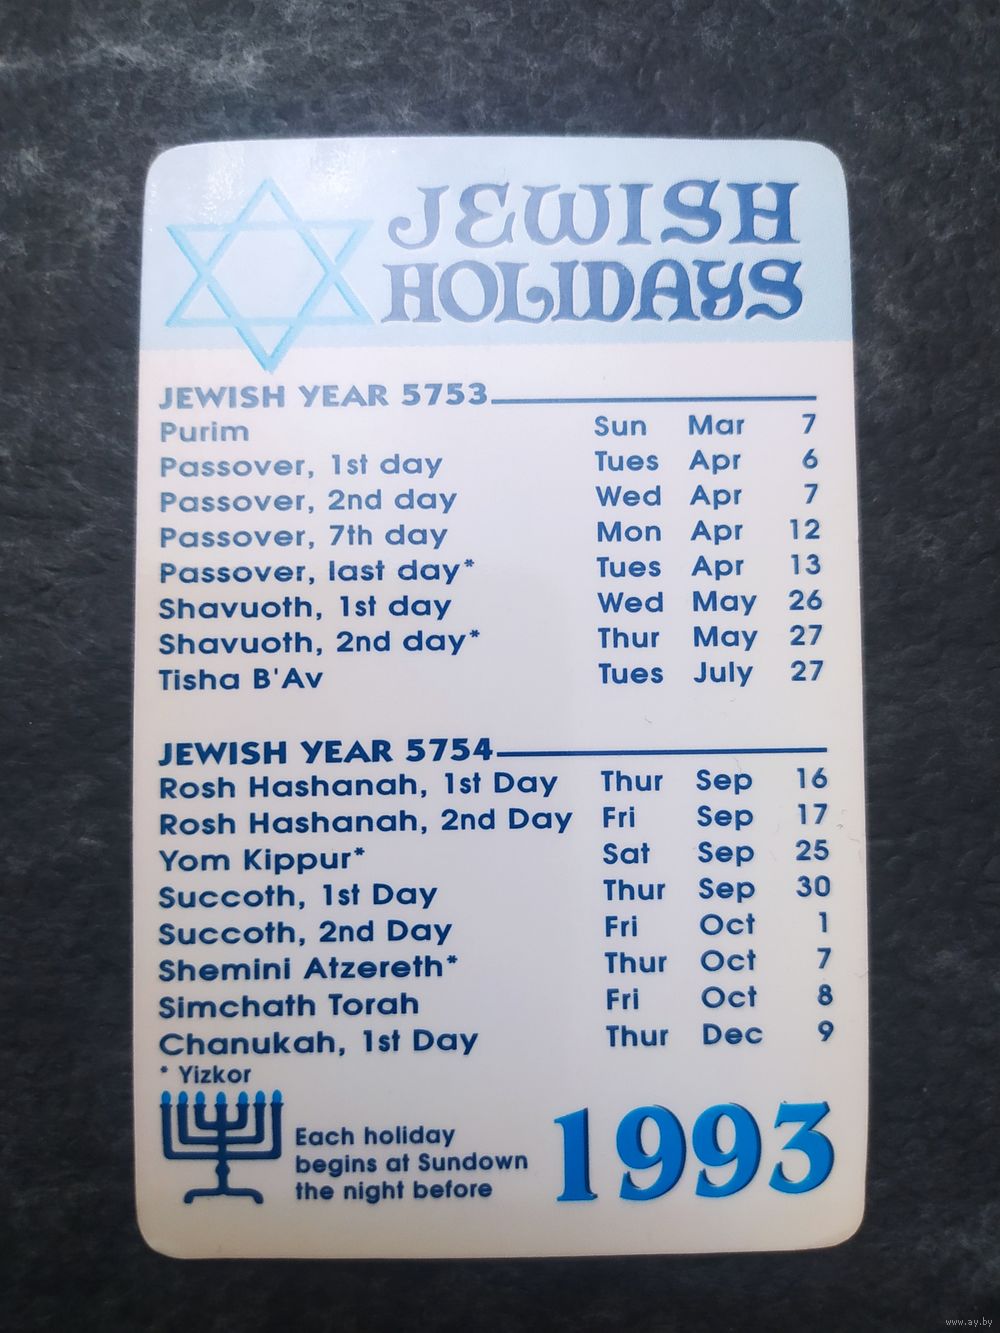 JEWISH
HOLIDAYS
JEWISH YEAR 5753
Purim Sun Mar 7
Passover, 1st day Tues Apr 6
Passover, 2nd day Wed Apr 7
Passover, 7th day Mon Apr 12
Passover, last day* Tues Apr 13
Shavuoth, 1st day Wed May 26
Shavuoth, 2nd day* Thur May 27
Tisha B'Av Tues July 27
JEWISH YEAR 5754
Rosh Hashanah, 1st Day Thur Sep 16
Rosh Hashanah, 2nd Day Fri Sep 17
Yom Kippur* Sat Sep 25
Succoth, 1st Day Thur Sep 30
Succoth, 2nd Day Fri Oct 1
Shemini Atzereth* Thur Oct 7
Simchath Torah Fri Oct 8
Chanukah, 1st Day Thur Dec 9
* Yizkor
Each holiday
begins at Sundown
the night before
1993
www.ay.by